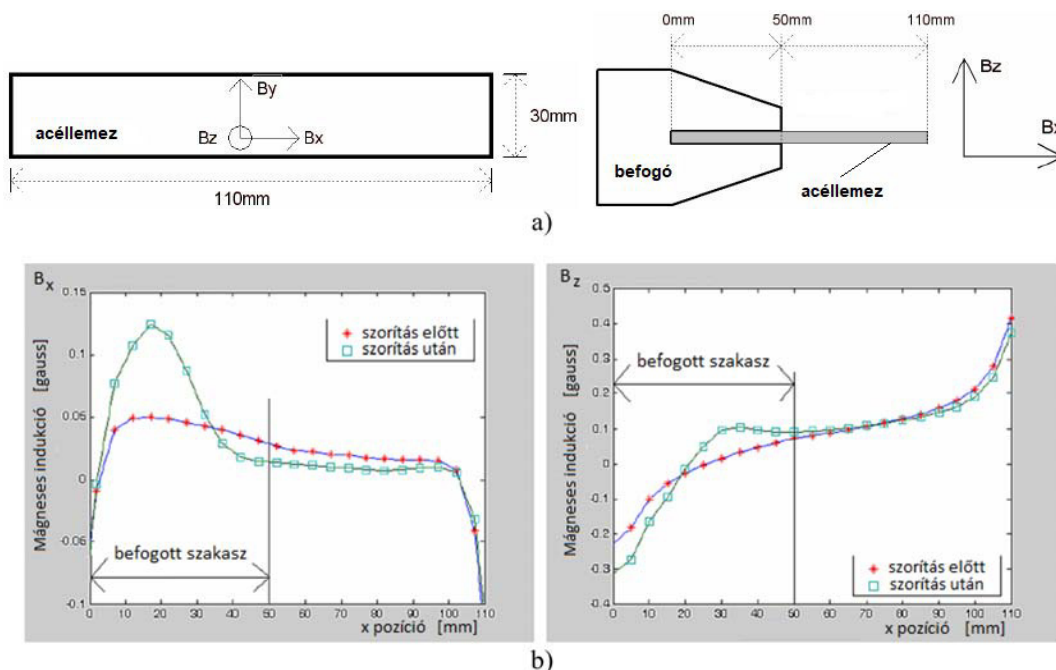 By
acéllemez
Bz
Bx
30mm
110mm
0mm
50mm
110mm
Bz
Bx
befogó
acéllemez
a)
Bx
Mágneses indukció [gauss]
0.15
0.1
0.05
0
-0.05
-0.1
szorítás előtt
szorítás után
befogott szakasz
0 10 20 30 40 50 60 70 80 90 100 110
x pozíció [mm]
Bz
Mágneses indukció [gauss]
0.5
0.4
0.3
0.2
0.1
0
-0.1
-0.2
-0.3
-0.4
befogott szakasz
szorítás előtt
szorítás után
0 10 20 30 40 50 60 70 80 90 100 110
x pozíció [mm]
b)